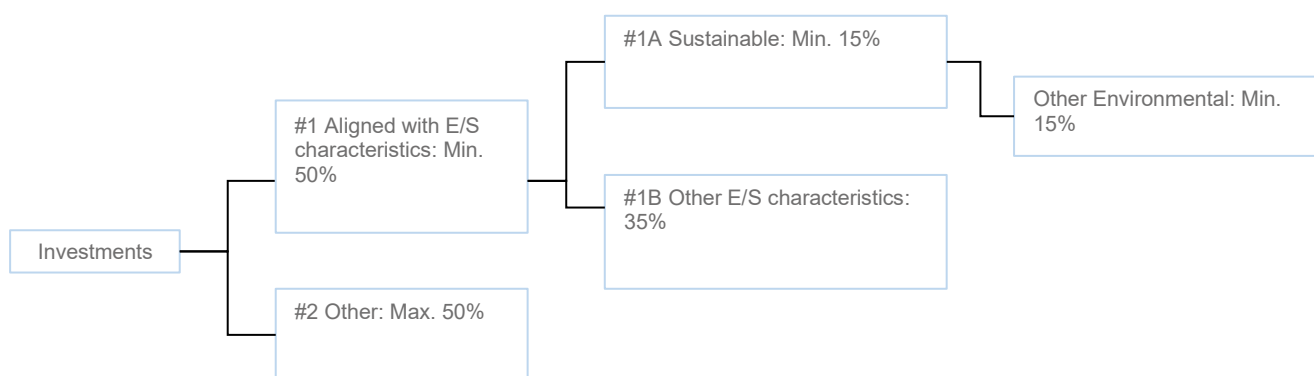 #1A Sustainable: Min. 15%
Other Environmental: Min.
15%
#1 Aligned with E/S
characteristics: Min.
50%
#1B Other E/S characteristics:
35%
Investments
#2 Other: Max. 50%